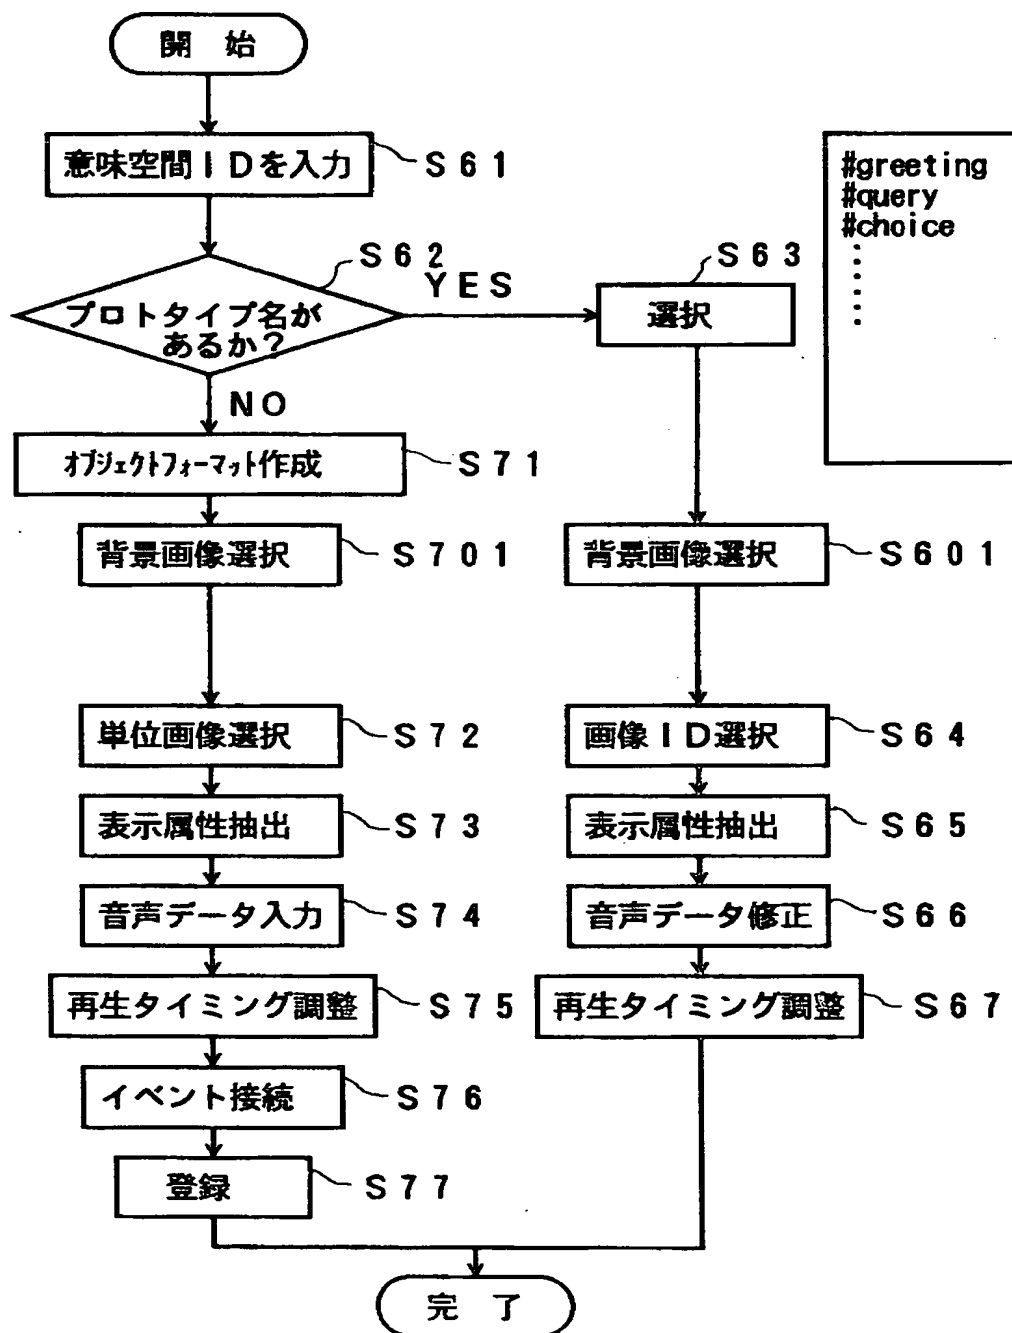 開 始
意味空間IDを入力
S61
S62
プロトタイプ名が
あるか?
YES
NO
S63
選択
#greeting
#query
#choice
オブジェクトフォーマット作成
S71
背景画像選択
S701
背景画像選択
S601
単位画像選択
S72
画像ID選択
S64
表示属性抽出
S73
表示属性抽出
S65
音声データ入力
S74
音声データ修正
S66
再生タイミング調整
S75
再生タイミング調整
S67
イベント接続
S76
登録
S77
完 了